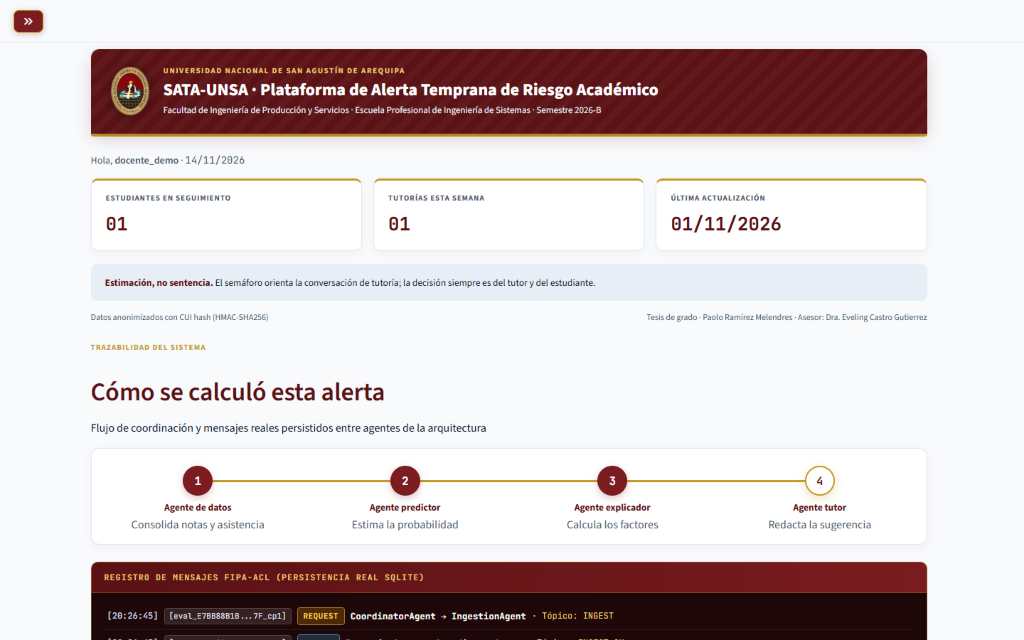 »
UNIVERSIDAD NACIONAL DE SAN AGUSTÍN DE AREQUIPA
SATA-UNSA · Plataforma de Alerta Temprana de Riesgo Académico
Facultad de Ingeniería de Producción y Servicios · Escuela Profesional de Ingeniería de Sistemas · Semestre 2026-B
Hola, docente_demo · 14/11/2026
ESTUDIANTES EN SEGUIMIENTO
01
TUTORÍAS ESTA SEMANA
01
ÚLTIMA ACTUALIZACIÓN
01/11/2026
Estimación, no sentencia. El semáforo orienta la conversación de tutoría; la decisión siempre es del tutor y del estudiante.
Datos anonimizados con CUI hash (HMAC-SHA256)
Tesis de grado · Paolo Ramirez Melendres · Asesor: Dra. Eveling Castro Gutierrez
TRAZABILIDAD DEL SISTEMA
Cómo se calculó esta alerta
Flujo de coordinación y mensajes reales persistidos entre agentes de la arquitectura
1
Agente de datos
Consolida notas y asistencia
2
Agente predictor
Estima la probabilidad
3
Agente explicador
Calcula los factores
4
Agente tutor
Redacta la sugerencia
REGISTRO DE MENSAJES FIPA-ACL (PERSISTENCIA REAL SQLITE)
[20:26:45] [eval_E7B888B1B...7F_cp1] REQUEST CoordinatorAgent → IngestionAgent · Tópico: INGEST